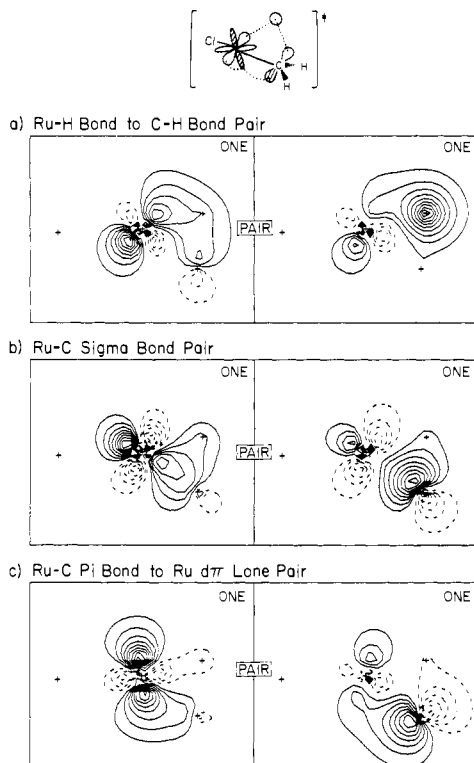 ‡
Cl
C
H
H
a) Ru-H Bond to C-H Bond Pair
ONE
PAIR
ONE
b) Ru-C Sigma Bond Pair
ONE
PAIR
ONE
c) Ru-C Pi Bond to Ru dπ Lone Pair
ONE
PAIR
ONE